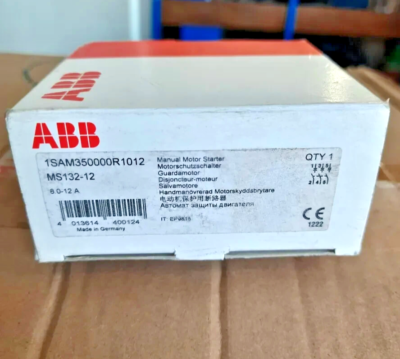 ABB
ABB
1SAM350000R1012
MS132-12
8.0-12 A
Manual Motor Starter
Motorschutzschalter
Guardamotor
Disjoncteur-moteur
Salvamotore
Handmanövrerad Motorskyddsbrytare
电动机保护用断路器
Автомат защиты двигателя
QTY 1
4 013614 400124
Made in Germany
CE
1222